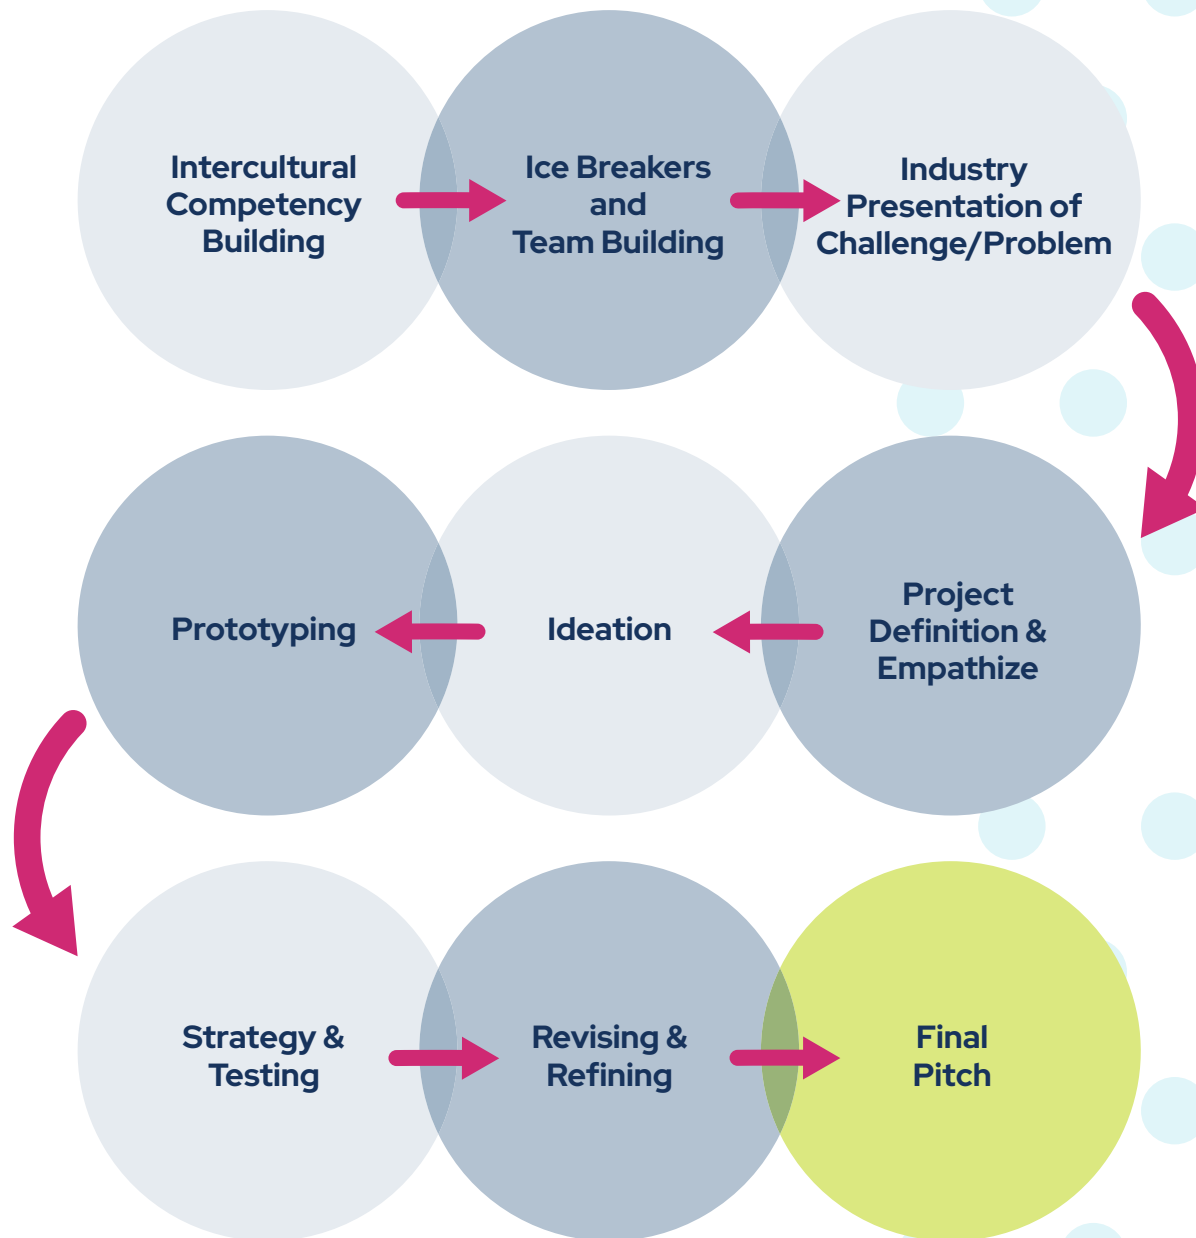 Intercultural
Competency
Building
Ice Breakers
and
Team Building
Industry
Presentation of
Challenge/Problem
Project
Definition &
Empathize
Ideation
Prototyping
Strategy &
Testing
Revising &
Refining
Final
Pitch